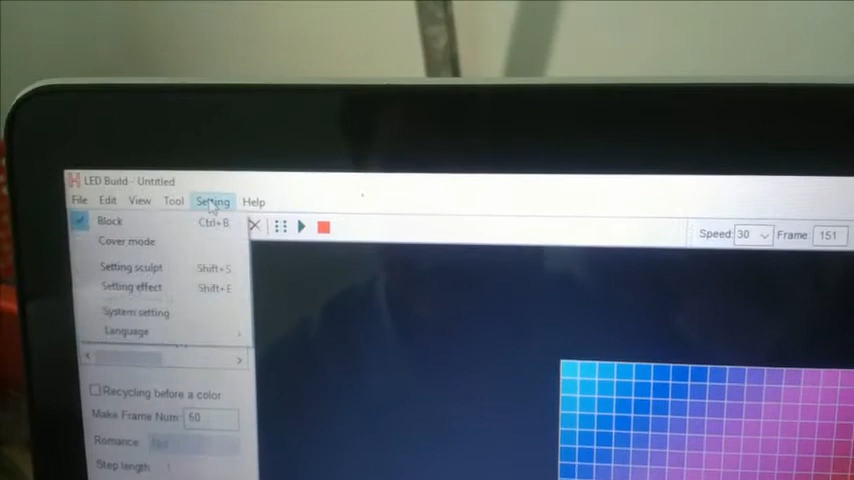 LED Build - Untitled
File Edit View Tool Setting Help
Block Ctrl+B
Speed: 30 Frame 151
Cover mode
Setting sculpt Shift+S
Setting effect Shift+E
System setting
Language
Recycling before a color
Make Frame Num: 60
Romance
Step length 1